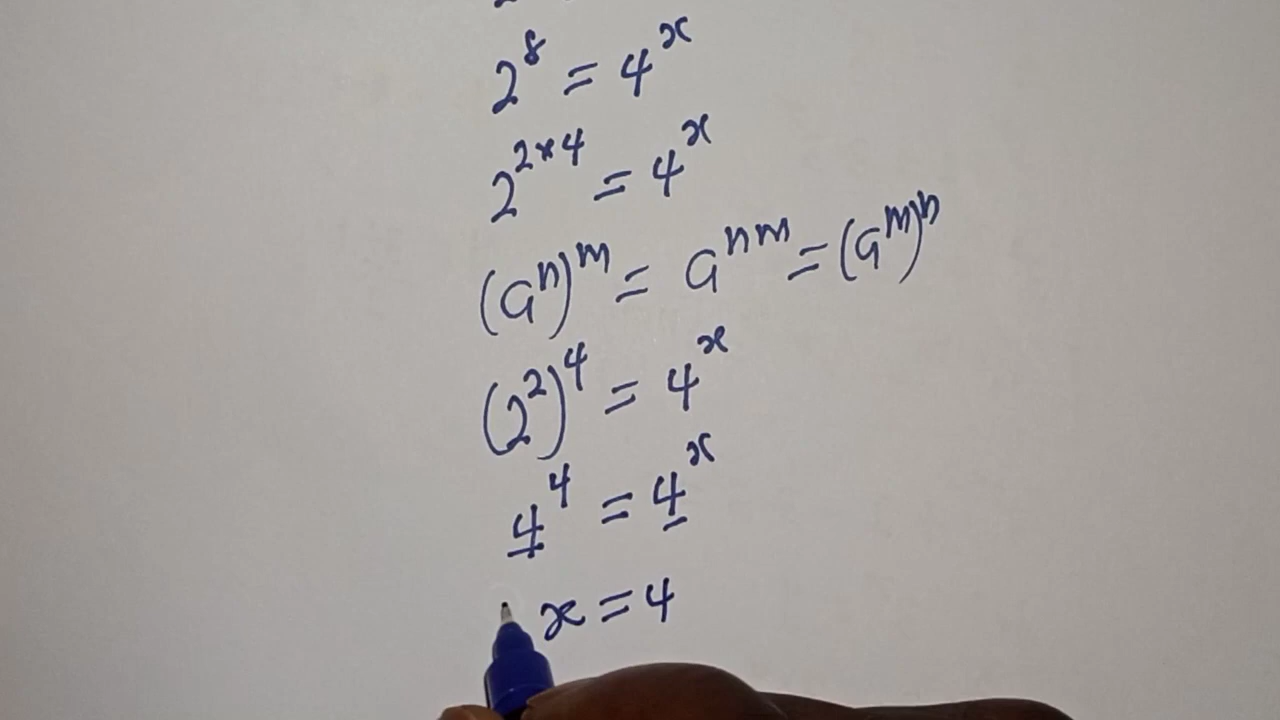 2^8 = 4^x
2^{2×4} = 4^x
(a^n)^m = a^{nm} = (a^m)^n
(2^2)^4 = 4^x
4^4 = 4^x
x = 4